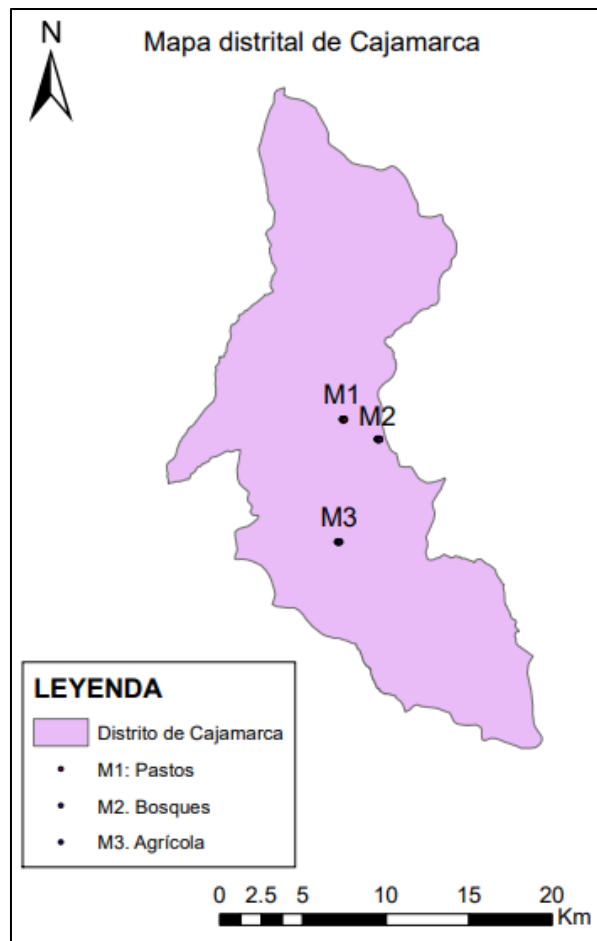 N
Mapa distrital de Cajamarca
M1
M2
M3
LEYENDA
Distrito de Cajamarca
M1: Pastos
M2. Bosques
M3. Agrícola
0 2.5 5 10 15 20
Km